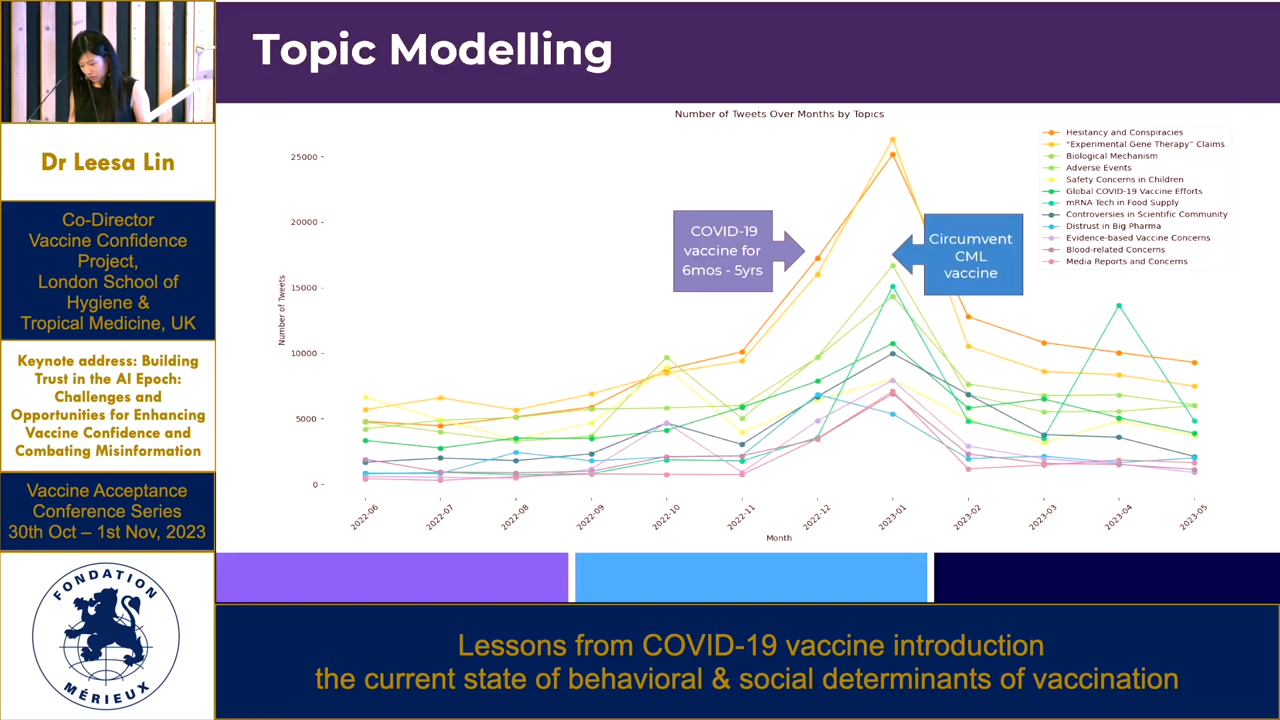 Topic Modelling
Dr Leesa Lin
Co-Director
Vaccine Confidence
Project,
London School of
Hygiene &
Tropical Medicine, UK
Keynote address: Building
Trust in the AI Epoch:
Challenges and
Opportunities for Enhancing
Vaccine Confidence and
Combating Misinformation
Vaccine Acceptance
Conference Series
30th Oct – 1st Nov, 2023
FONDATION
MÉRIEUX
Number of Tweets Over Months by Topics
Number of Tweets
25000
20000
15000
10000
5000
0
COVID-19
vaccine for
6mos - 5yrs
Circumvent
CML
vaccine
Hesitancy and Conspiracies
"Experimental Gene Therapy" Claims
Biological Mechanism
Adverse Events
Safety Concerns in Children
Global COVID-19 Vaccine Efforts
mRNA Tech in Food Supply
Controversies in Scientific Community
Distrust in Big Pharma
Evidence-based Vaccine Concerns
Blood-related Concerns
Media Reports and Concerns
2022-06
2022-07
2022-08
2022-09
2022-10
2022-11
2022-12
2023-01
2023-02
2023-03
2023-04
2023-05
Month
Lessons from COVID-19 vaccine introduction
the current state of behavioral & social determinants of vaccination